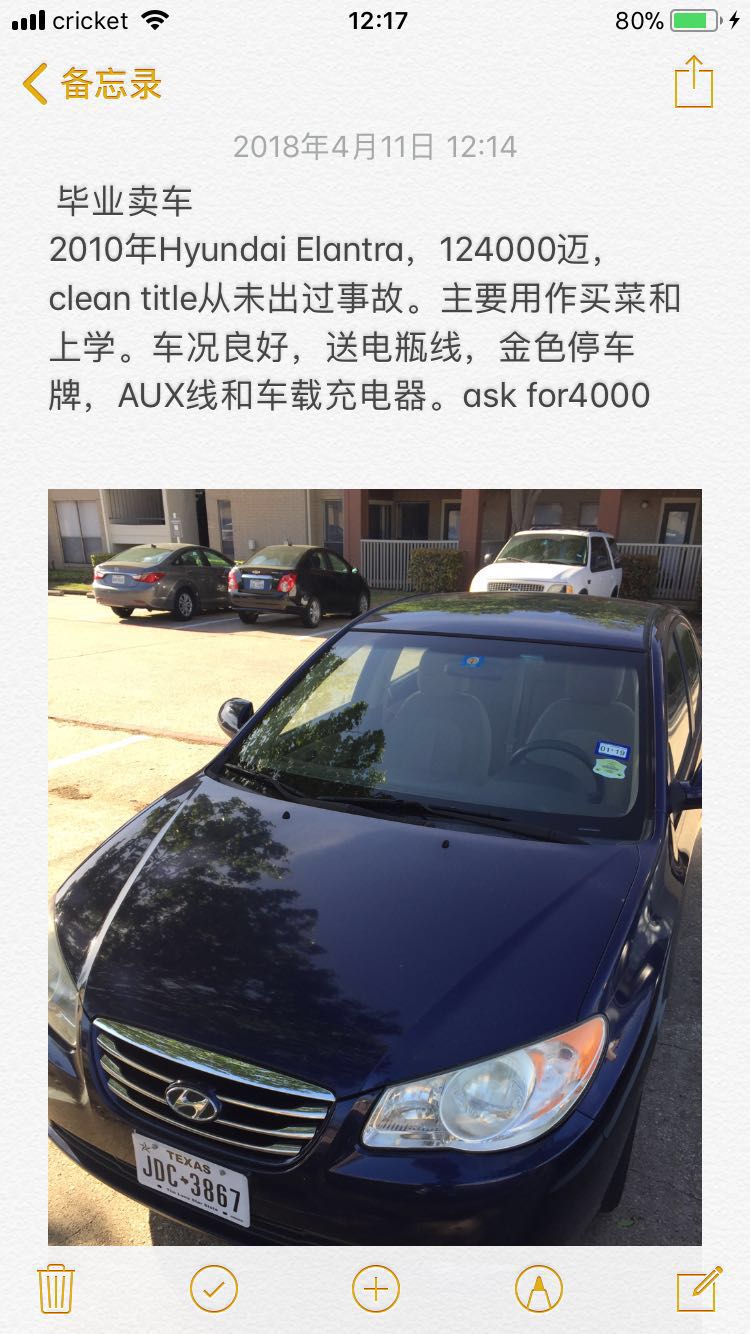 cricket 12:17 80%
备忘录
2018年4月11日 12:14
毕业卖车
2010年Hyundai Elantra，124000迈，
clean title从未出过事故。主要用作买菜和
上学。车况良好，送电瓶线，金色停车
牌，AUX线和车载充电器。ask for4000
01-19
TEXAS
JDC 3867
The Lone Star State